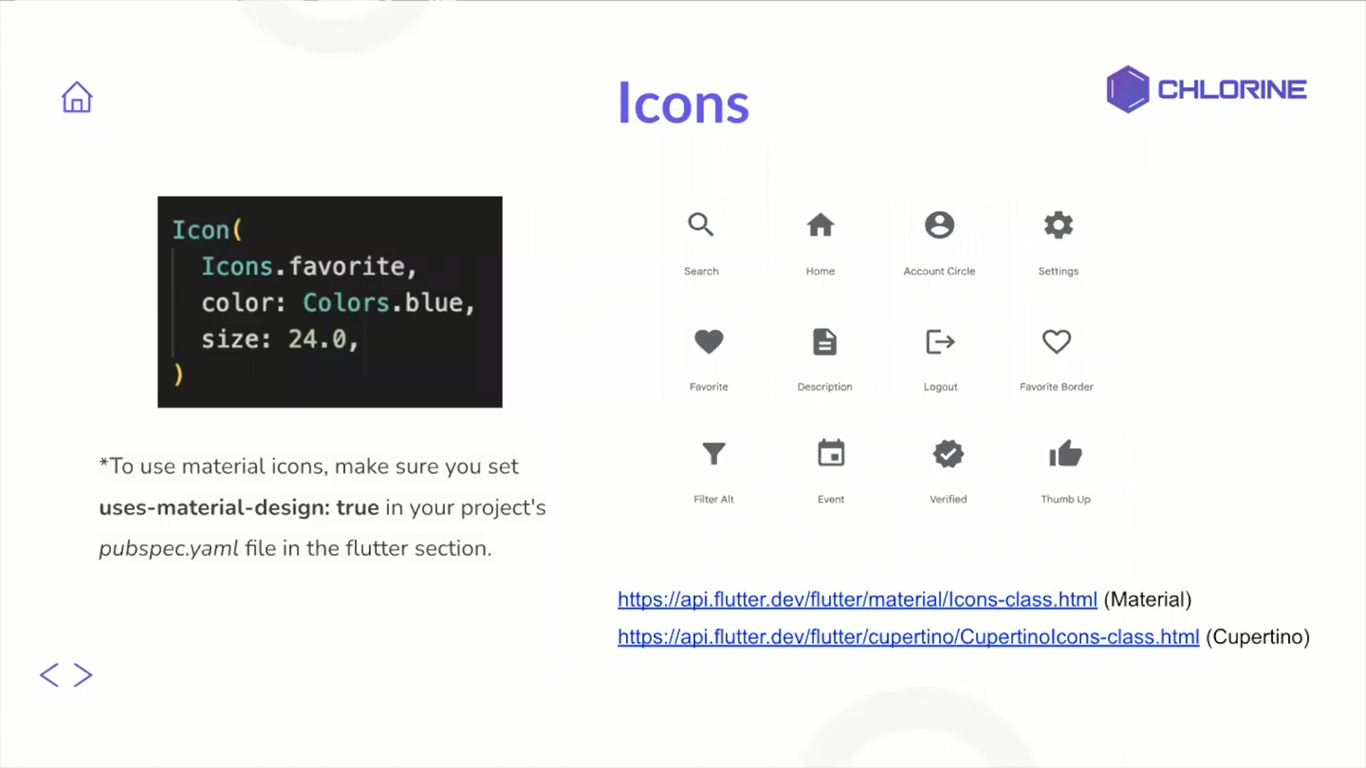 Icons
CHLORINE
Icon(
Icons.favorite,
color: Colors.blue,
size: 24.0,
)
*To use material icons, make sure you set
uses-material-design: true in your project's
pubspec.yaml file in the flutter section.
Search Home Account Circle Settings
Favorite Description Logout Favorite Border
Filter Alt Event Verified Thumb Up
https://api.flutter.dev/flutter/material/Icons-class.html (Material)
https://api.flutter.dev/flutter/cupertino/CupertinoIcons-class.html (Cupertino)